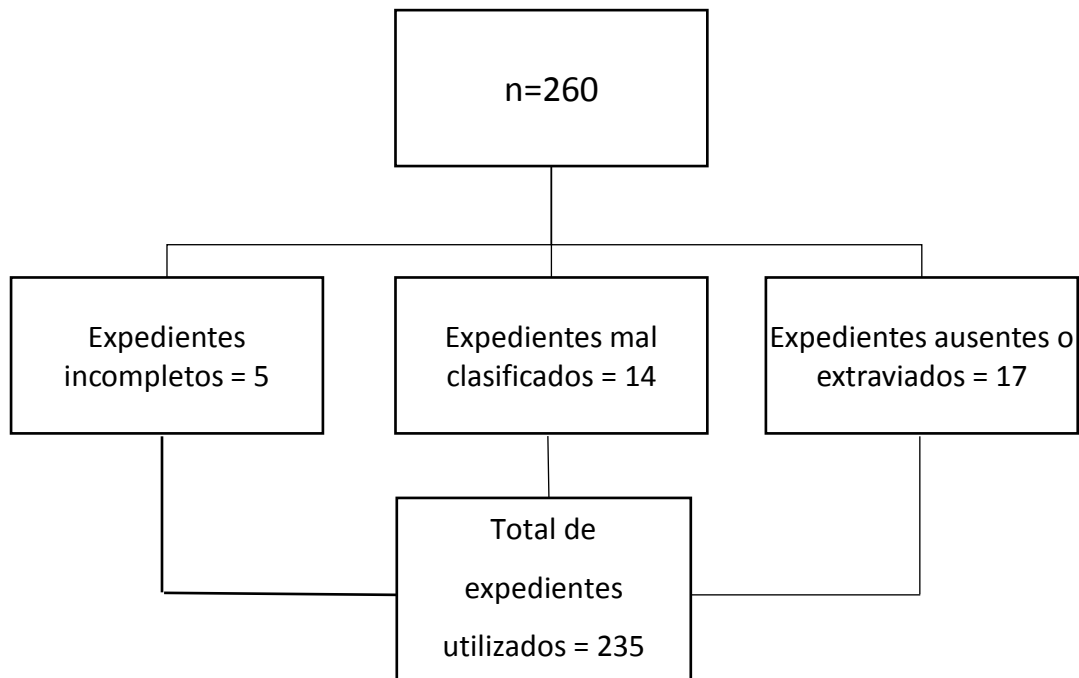 n=260
Expedientes
incompletos = 5
Expedientes mal
clasificados = 14
Expedientes ausentes o
extraviados = 17
Total de
expedientes
utilizados = 235